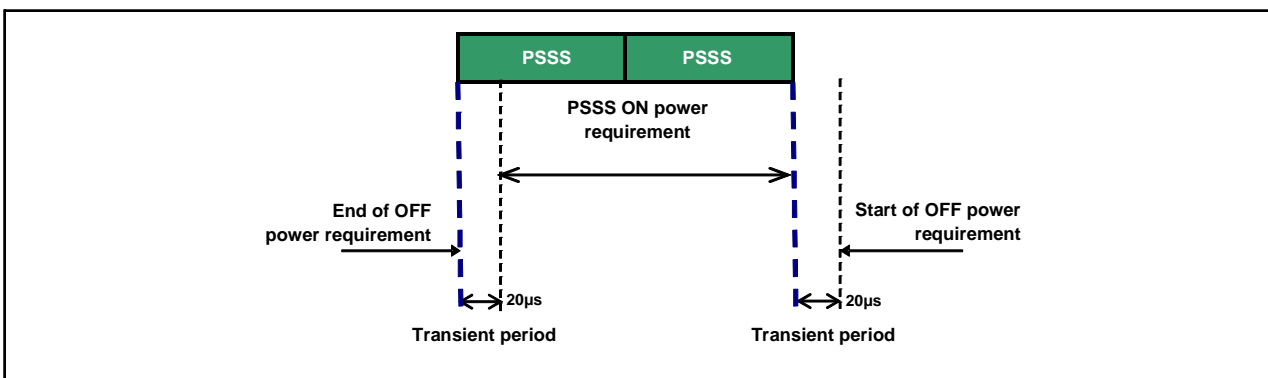 PSSS PSSS
PSSS ON power
requirement
End of OFF
power requirement
Start of OFF power
requirement
20µs
20µs
Transient period
Transient period